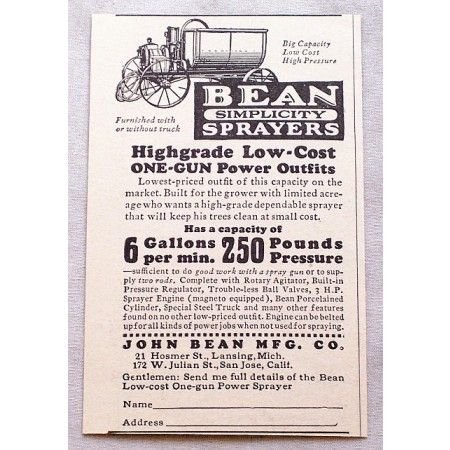 Big Capacity
Low Cost
High Pressure
Furnished with
or without truck
BEAN
SIMPLICITY
SPRAYERS
Highgrade Low-Cost
ONE-GUN Power Outfits
Lowest-priced outfit of this capacity on the
market. Built for the grower with limited acre-
age who wants a high-grade dependable sprayer
that will keep his trees clean at small cost.
Has a capacity of
6 Gallons per min. 250 Pounds Pressure
—sufficient to do good work with a spray gun or to sup-
ply two rods. Complete with Rotary Agitator, Built-in
Pressure Regulator, Trouble-less Ball Valves, 3 H.P.
Sprayer Engine (magneto equipped), Bean Porcelained
Cylinder, Special Steel Truck and many other features
found on no other low-priced outfit. Engine can be belted
up for all kinds of power jobs when not used for spraying.
JOHN BEAN MFG. CO.
21 Hosmer St., Lansing, Mich.
172 W. Julian St., San Jose, Calif.
Gentlemen: Send me full details of the Bean
Low-cost One-gun Power Sprayer
Name
Address